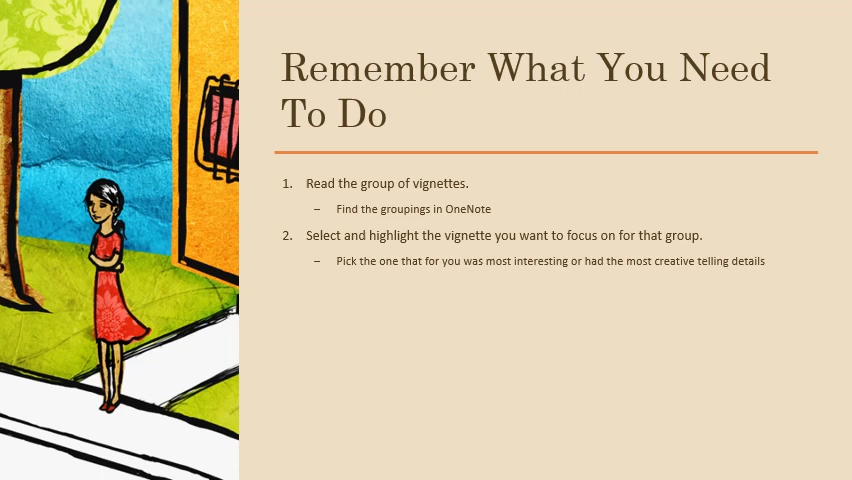 Remember What You Need
To Do
1. Read the group of vignettes.
– Find the groupings in OneNote
2. Select and highlight the vignette you want to focus on for that group.
– Pick the one that for you was most interesting or had the most creative telling details